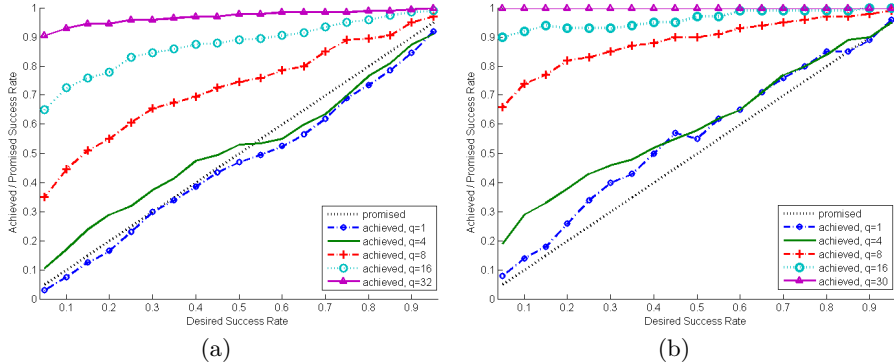 Achieved / Promised Success Rate
1
0.9
0.8
0.7
0.6
0.5
0.4
0.3
0.2
0.1
0
0.1 0.2 0.3 0.4 0.5 0.6 0.7 0.8 0.9
Desired Success Rate
promised
achieved, q=1
achieved, q=4
achieved, q=8
achieved, q=16
achieved, q=32
(a)
Achieved / Promised Success Rate
1
0.9
0.8
0.7
0.6
0.5
0.4
0.3
0.2
0.1
0
0.1 0.2 0.3 0.4 0.5 0.6 0.7 0.8 0.9
Desired Success Rate
promised
achieved, q=1
achieved, q=4
achieved, q=8
achieved, q=16
achieved, q=30
(b)